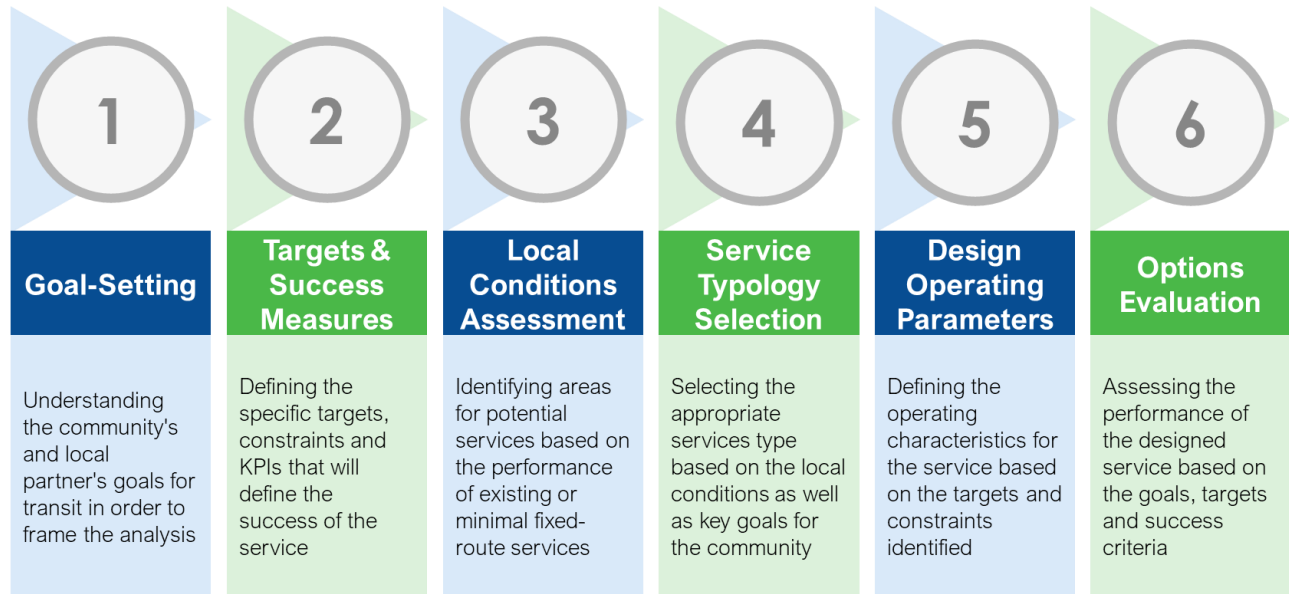 1
Goal-Setting
Understanding
the community's
and local
partner's goals for
transit in order to
frame the analysis
2
Targets &
Success
Measures
Defining the
specific targets,
constraints and
KPIs that will
define the
success of the
service
3
Local
Conditions
Assessment
Identifying areas
for potential
services based on
the performance
of existing or
minimal fixed-
route services
4
Service
Typology
Selection
Selecting the
appropriate
services type
based on the local
conditions as well
as key goals for
the community
5
Design
Operating
Parameters
Defining the
operating
characteristics for
the service based
on the targets and
constraints
identified
6
Options
Evaluation
Assessing the
performance of
the designed
service based on
the goals, targets
and success
criteria